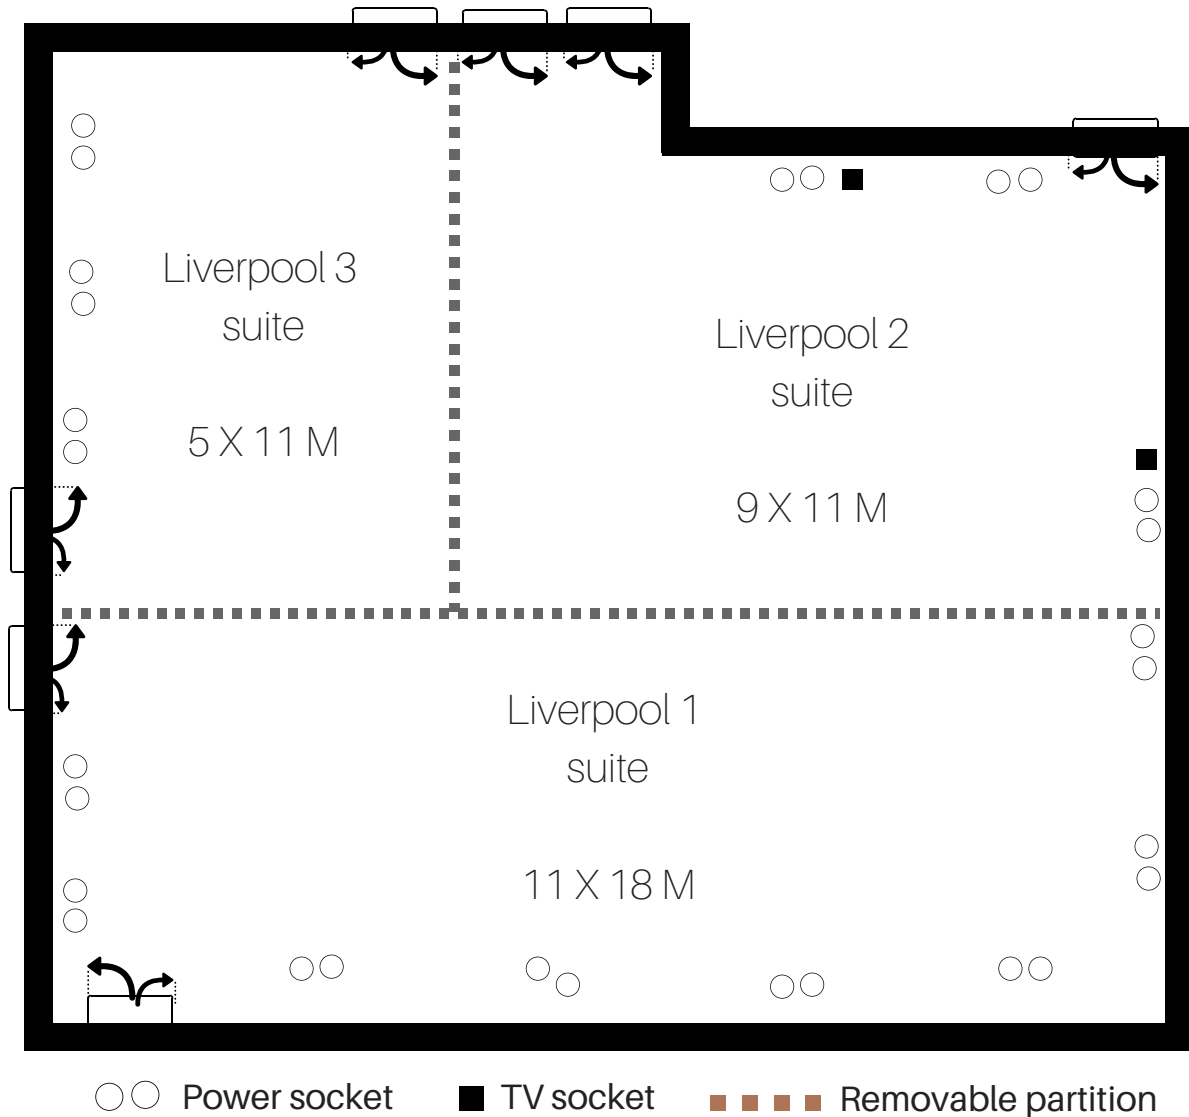 Liverpool 3
suite
5 X 11 M
Liverpool 2
suite
9 X 11 M
Liverpool 1
suite
11 X 18 M
Power socket
TV socket
Removable partition